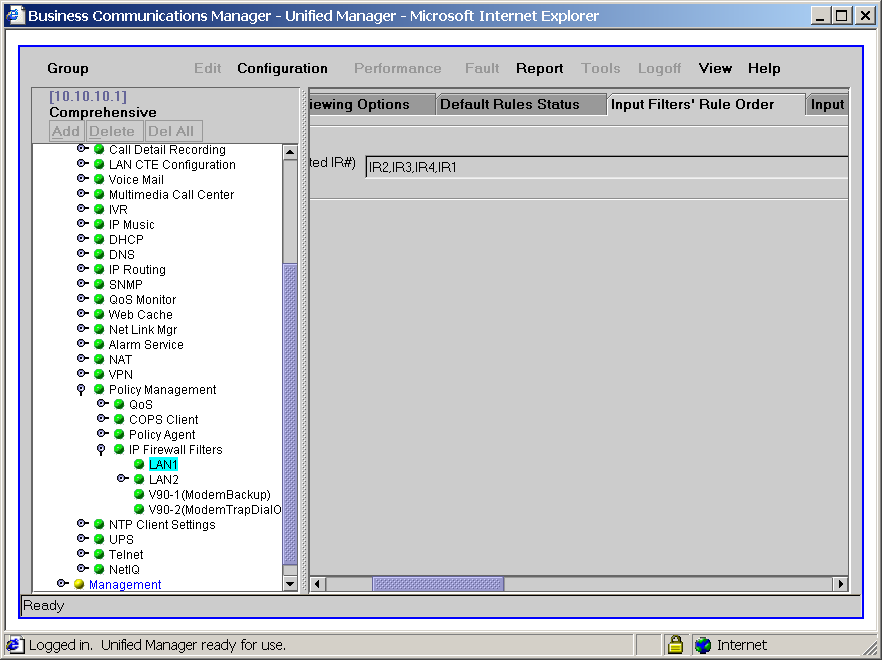 Business Communications Manager - Unified Manager - Microsoft Internet Explorer
Group Edit Configuration Performance Fault Report Tools Logoff View Help
[10.10.10.1]
Comprehensive
Add Delete Del All
Call Detail Recording
LAN CTE Configuration
Voice Mail
Multimedia Call Center
IVR
IP Music
DHCP
DNS
IP Routing
SNMP
QoS Monitor
Web Cache
Net Link Mgr
Alarm Service
NAT
VPN
Policy Management
QoS
COPS Client
Policy Agent
IP Firewall Filters
LAN1
LAN2
V90-1(ModemBackup)
V90-2(ModemTrapDialO
NTP Client Settings
UPS
Telnet
NetIQ
Management
iewing Options Default Rules Status Input Filters' Rule Order Input
ted IR#) IR2,IR3,IR4,IR1
Ready
Logged in. Unified Manager ready for use. Internet